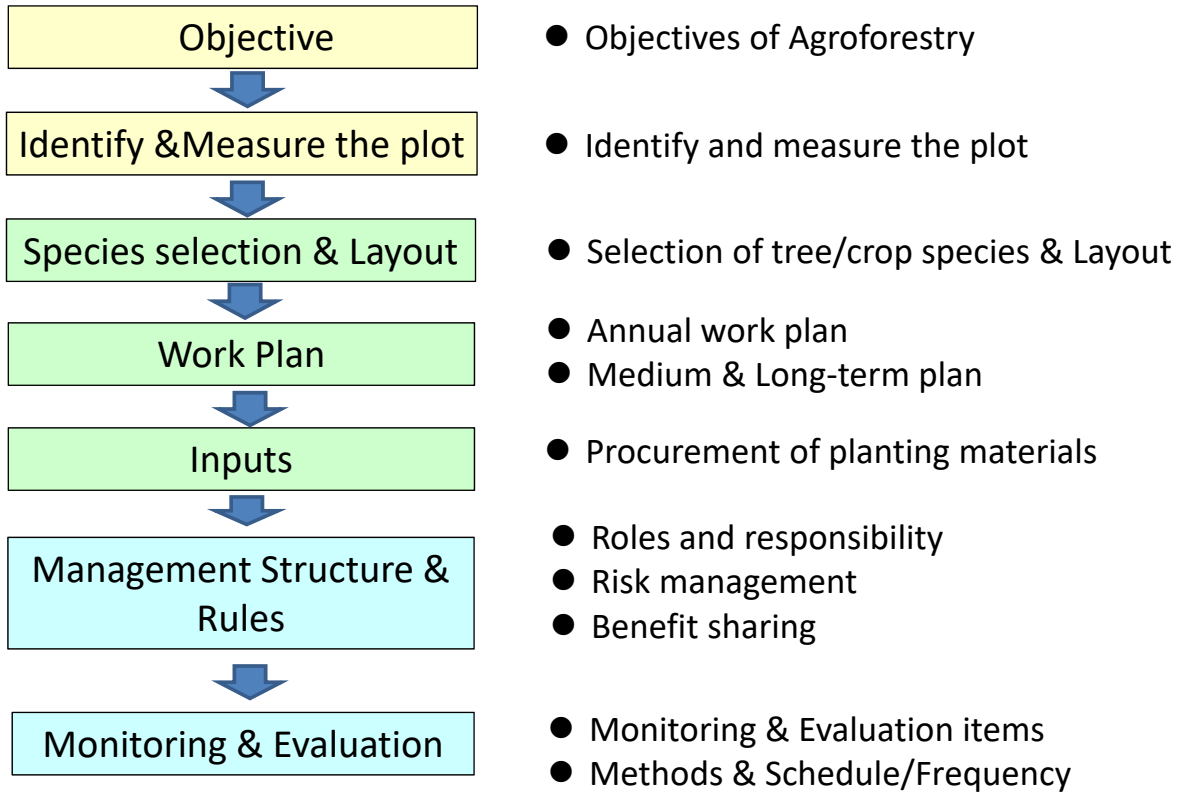 Objective
● Objectives of Agroforestry
Identify &Measure the plot
● Identify and measure the plot
Species selection & Layout
● Selection of tree/crop species & Layout
Work Plan
● Annual work plan
● Medium & Long-term plan
Inputs
● Procurement of planting materials
Management Structure &
Rules
● Roles and responsibility
● Risk management
● Benefit sharing
Monitoring & Evaluation
● Monitoring & Evaluation items
● Methods & Schedule/Frequency